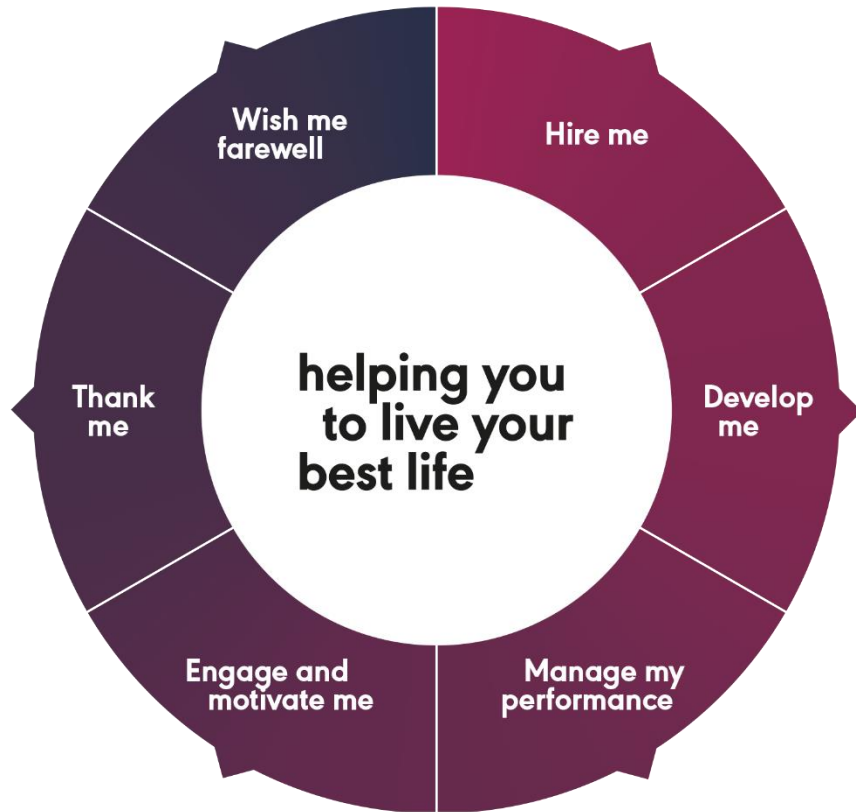 Hire me
Develop
me
Manage my
performance
Engage and
motivate me
Thank
me
Wish me
farewell
helping you
to live your
best life